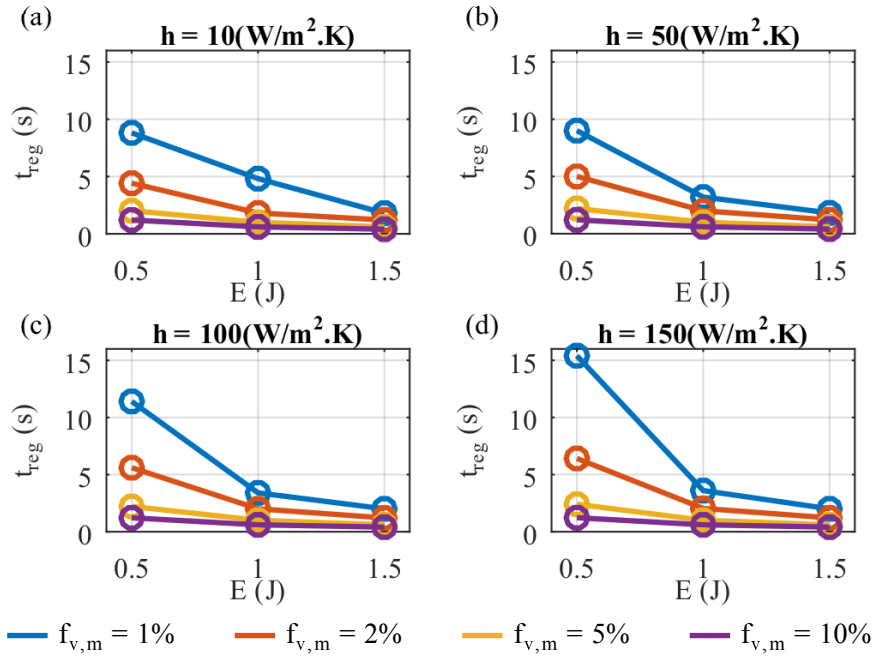 (a)
h = 10(W/m².K)
15
10
5
0
t_reg (s)
0.5 1 1.5
E (J)
(b)
h = 50(W/m².K)
15
10
5
0
t_reg (s)
0.5 1 1.5
E (J)
(c)
h = 100(W/m².K)
15
10
5
0
t_reg (s)
0.5 1 1.5
E (J)
(d)
h = 150(W/m².K)
15
10
5
0
t_reg (s)
0.5 1 1.5
E (J)
f_v,m = 1% f_v,m = 2% f_v,m = 5% f_v,m = 10%